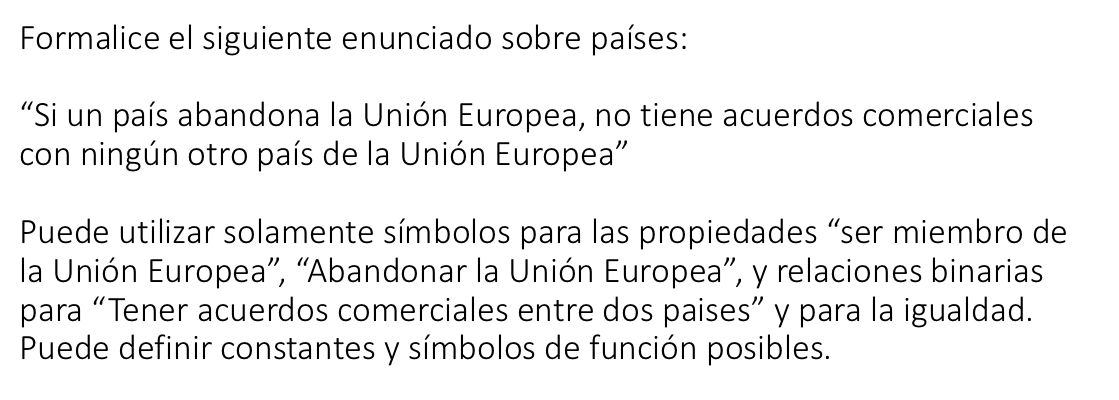 Formalice el siguiente enunciado sobre países:
“Si un país abandona la Unión Europea, no tiene acuerdos comerciales
con ningún otro país de la Unión Europea”
Puede utilizar solamente símbolos para las propiedades “ser miembro de
la Unión Europea”, “Abandonar la Unión Europea”, y relaciones binarias
para “Tener acuerdos comerciales entre dos paises” y para la igualdad.
Puede definir constantes y símbolos de función posibles.